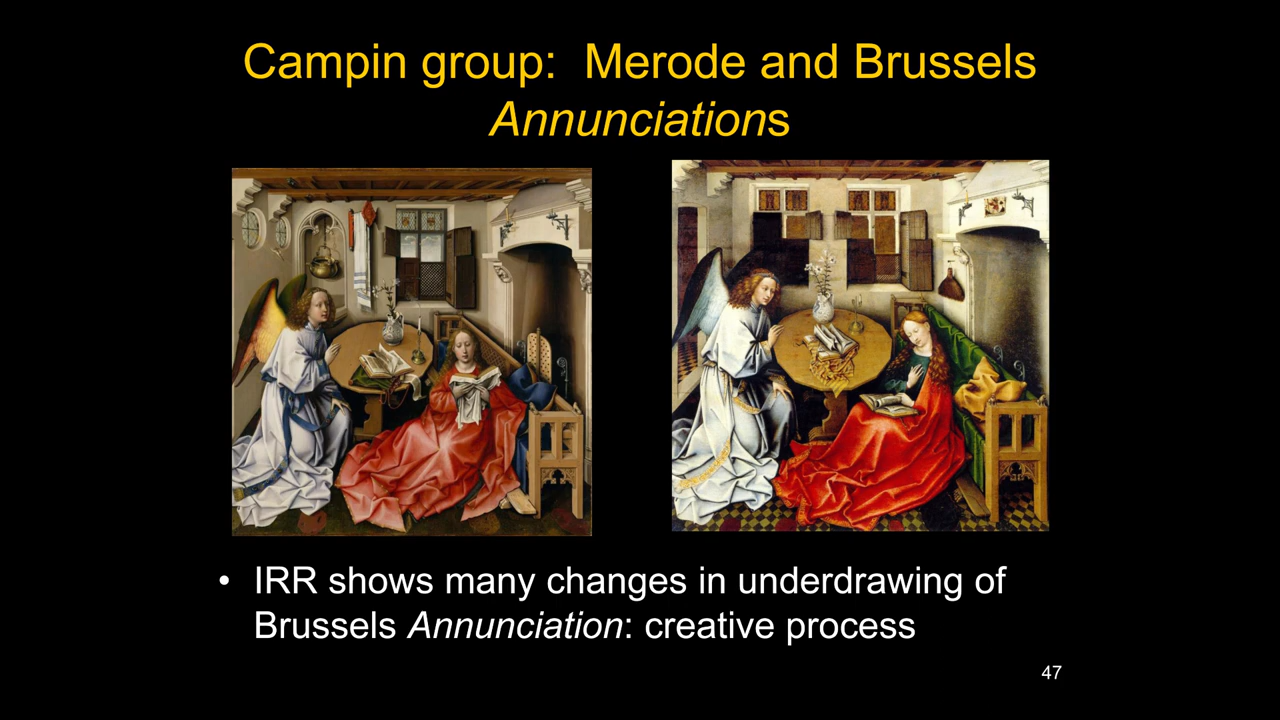 Campin group: Merode and Brussels
Annunciations
• IRR shows many changes in underdrawing of
Brussels Annunciation: creative process
47